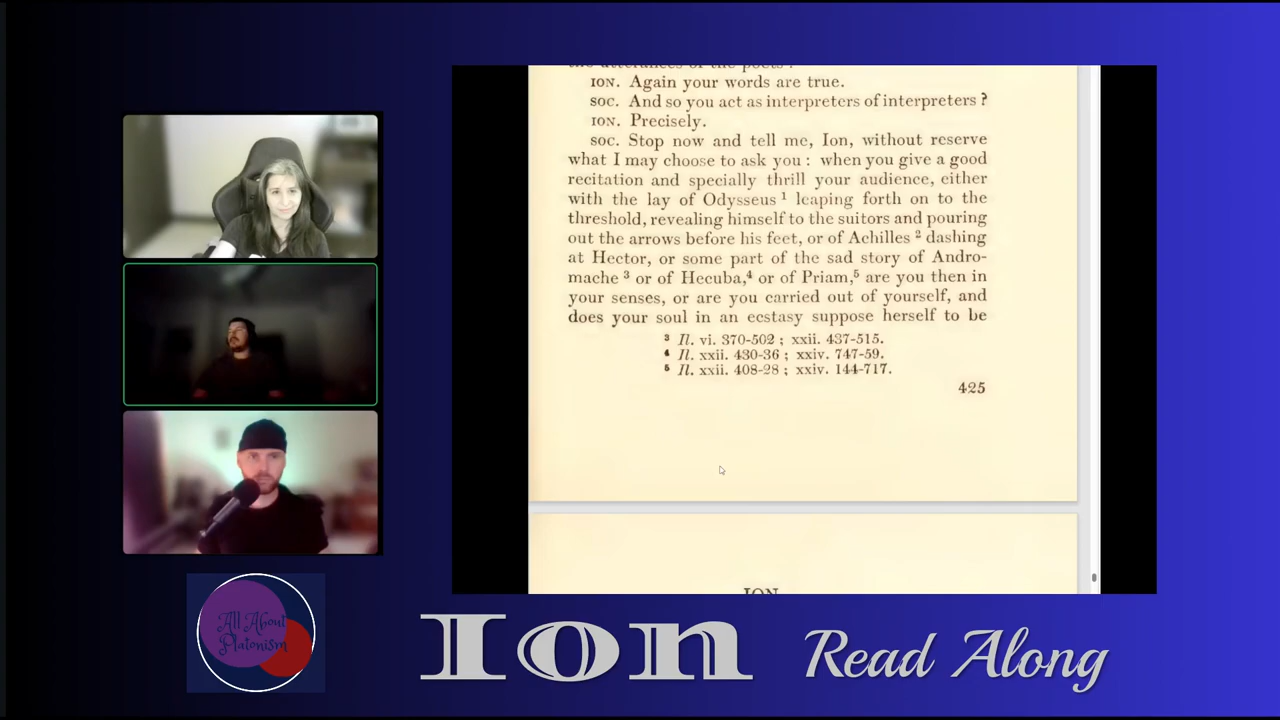 the utterances of the poets?
ION. Again your words are true.
SOC. And so you act as interpreters of interpreters?
ION. Precisely.
SOC. Stop now and tell me, Ion, without reserve
what I may choose to ask you: when you give a good
recitation and specially thrill your audience, either
with the lay of Odysseus ¹ leaping forth on to the
threshold, revealing himself to the suitors and pouring
out the arrows before his feet, or of Achilles ² dashing
at Hector, or some part of the sad story of Andro-
mache ³ or of Hecuba,⁴ or of Priam,⁵ are you then in
your senses, or are you carried out of yourself, and
does your soul in an ecstasy suppose herself to be
³ Il. vi. 370-502; xxii. 437-515.
⁴ Il. xxii. 430-36; xxiv. 747-59.
⁵ Il. xxii. 408-28; xxiv. 144-717.
425
ION
All About
Platonism
Ion Read Along